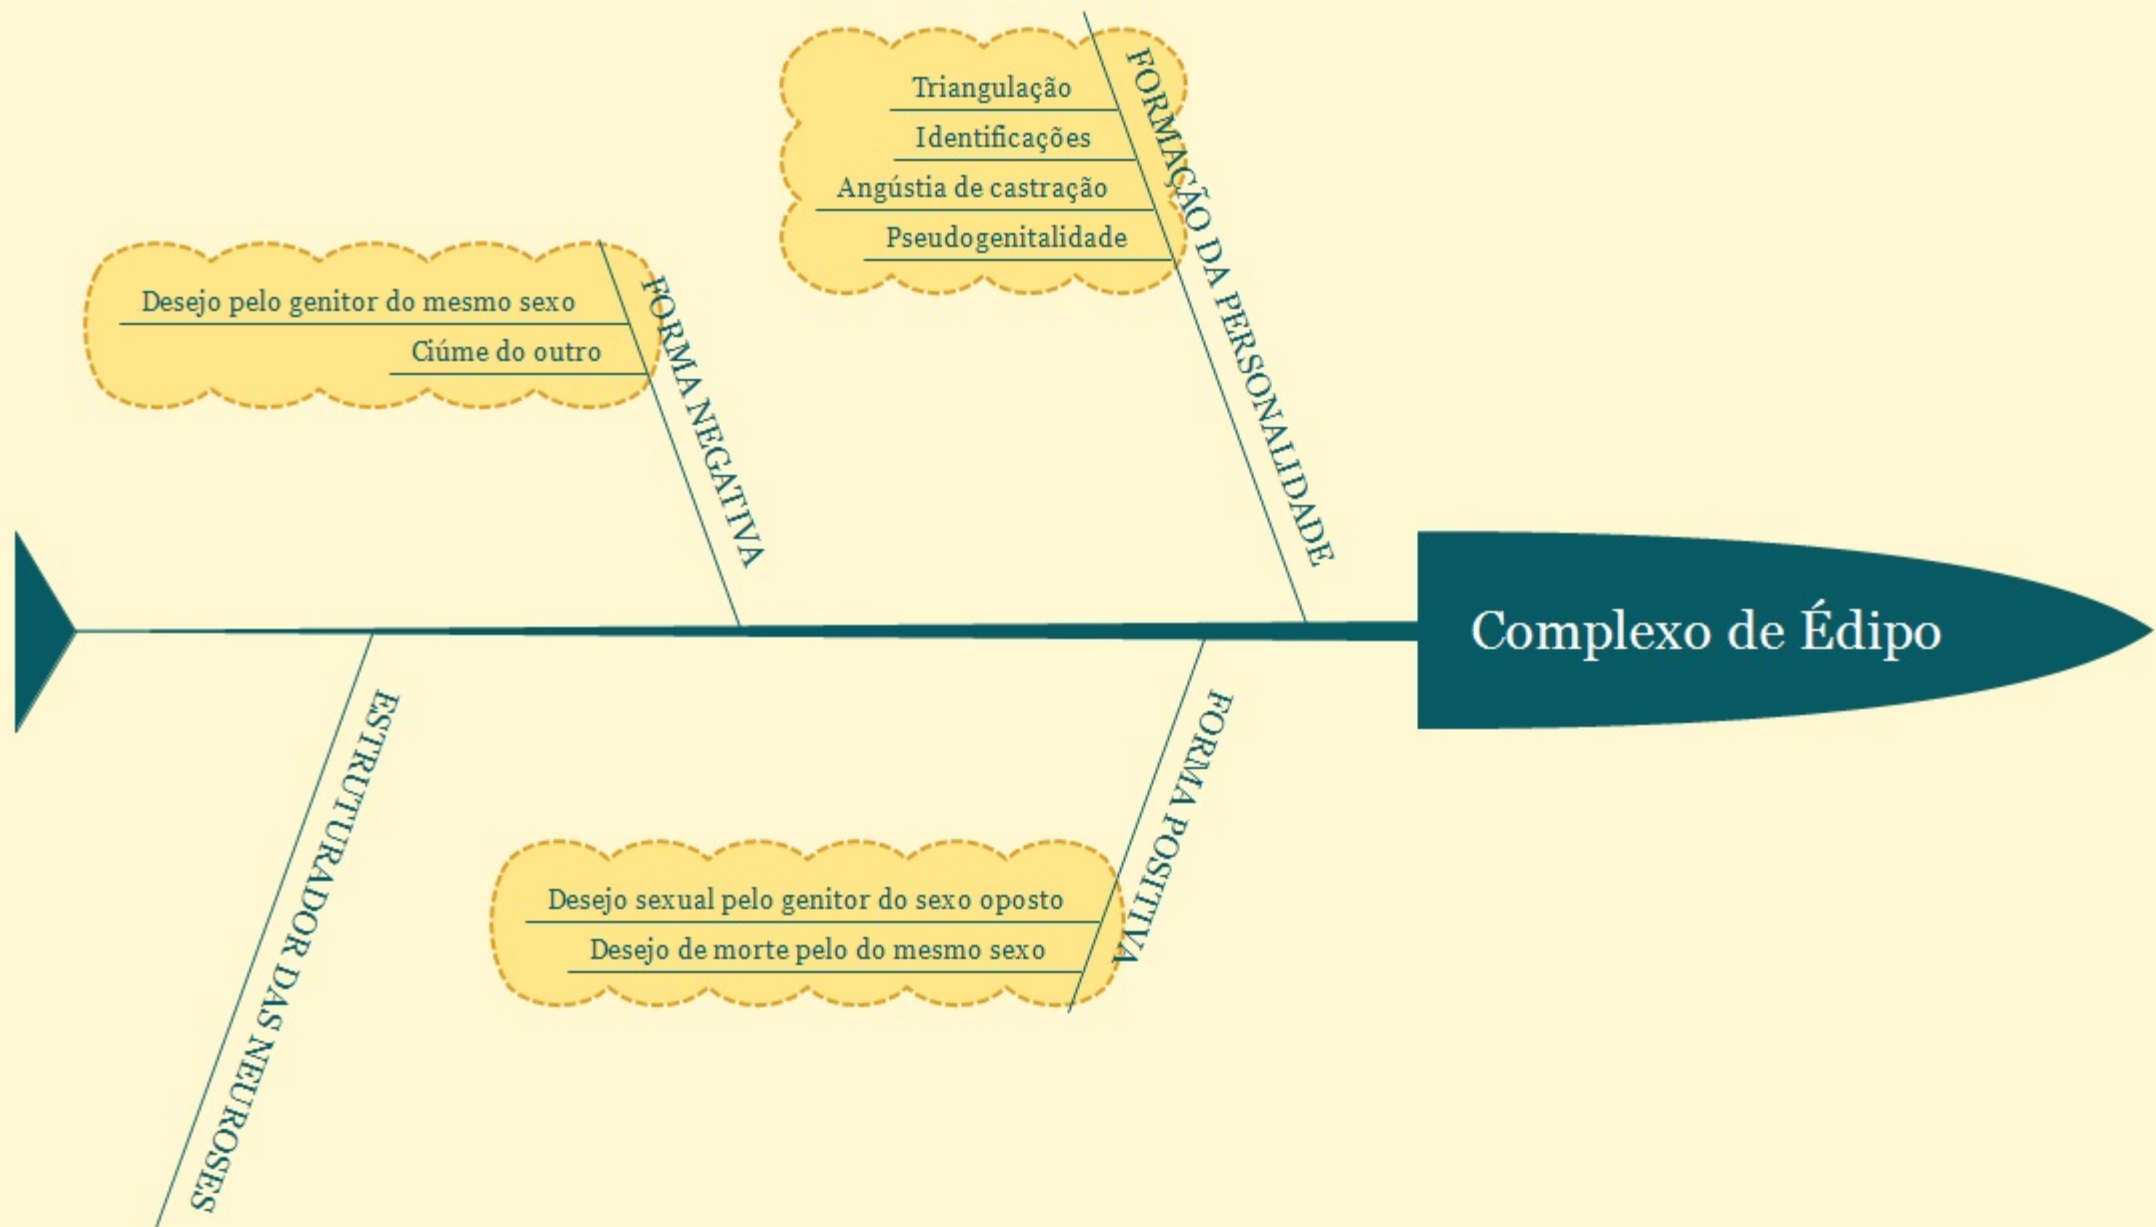 Triangulação
Identificações
Angústia de castração
Pseudogenitalidade
FORMAÇÃO DA PERSONALIDADE
Desejo pelo genitor do mesmo sexo
Ciúme do outro
FORMA NEGATIVA
Complexo de Édipo
ESTRUTURADOR DAS NEUROSES
Desejo sexual pelo genitor do sexo oposto
Desejo de morte pelo do mesmo sexo
FORMA POSITIVA